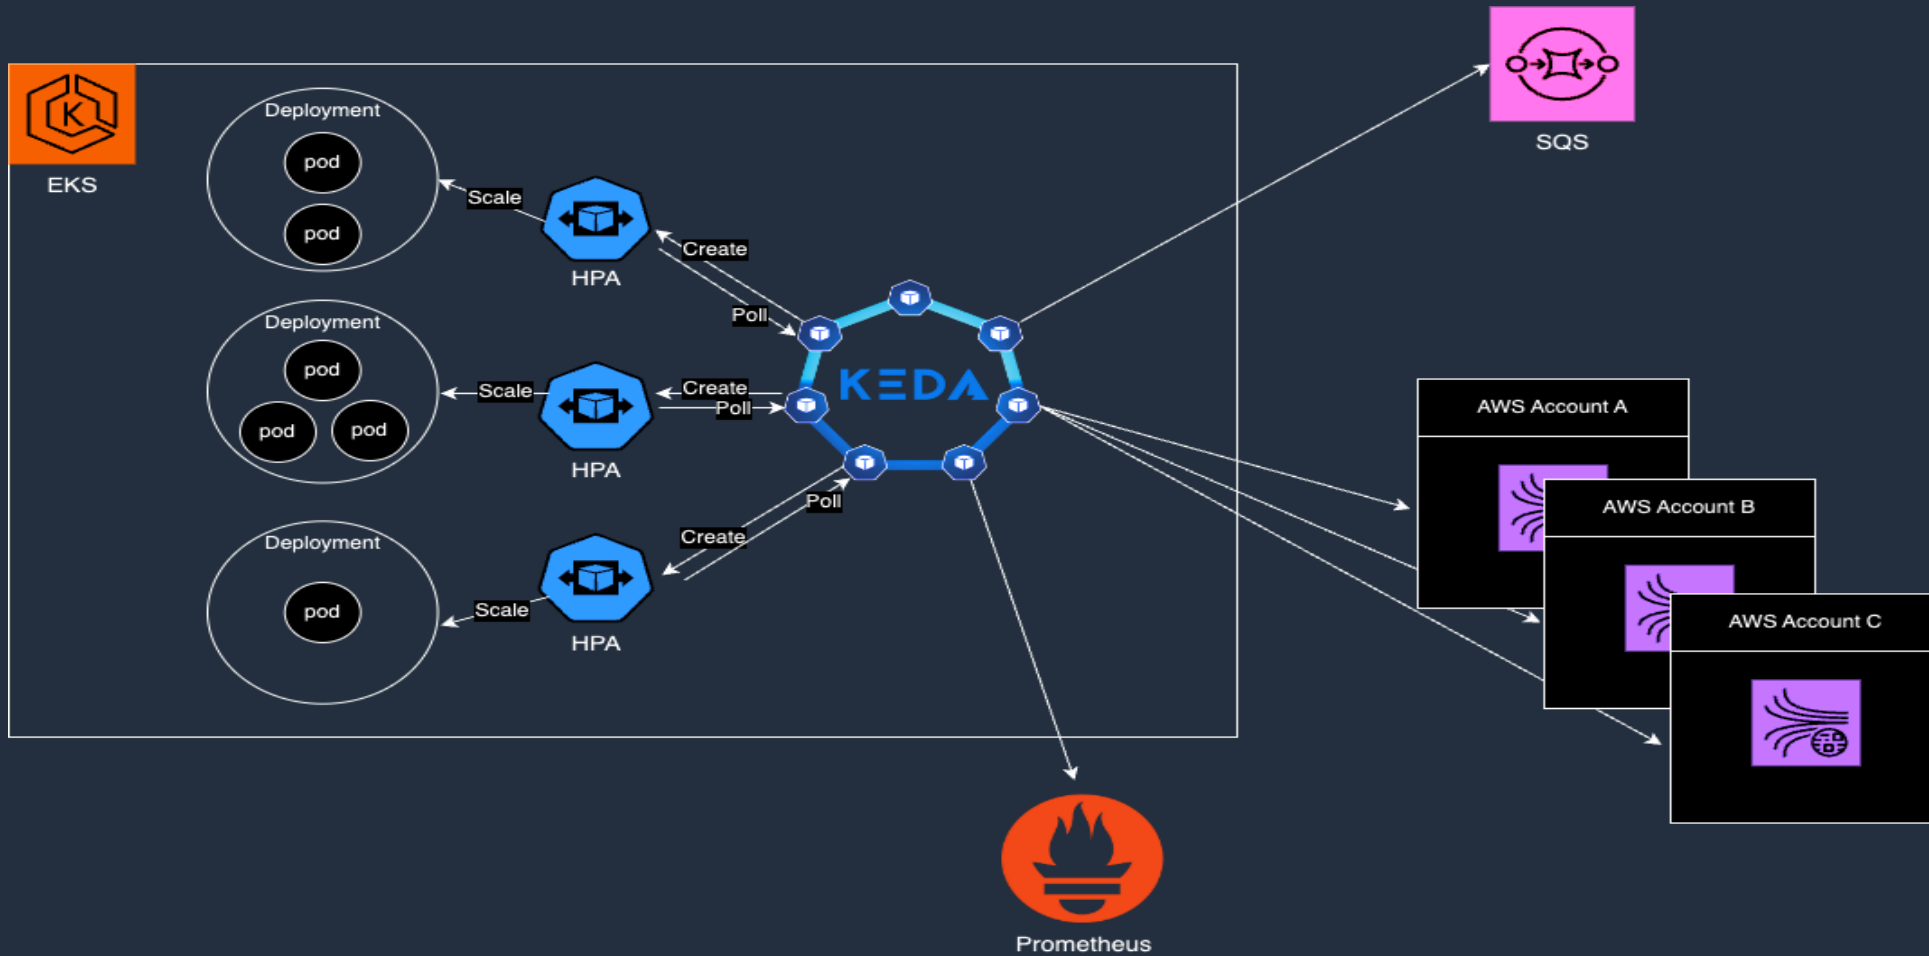 EKS
K
Deployment
pod
pod
Scale
HPA
Create
Poll
Deployment
pod
pod
pod
Scale
HPA
Create
Poll
Deployment
pod
Scale
HPA
Create
Poll
KEDA
SQS
AWS Account A
AWS Account B
AWS Account C
Prometheus